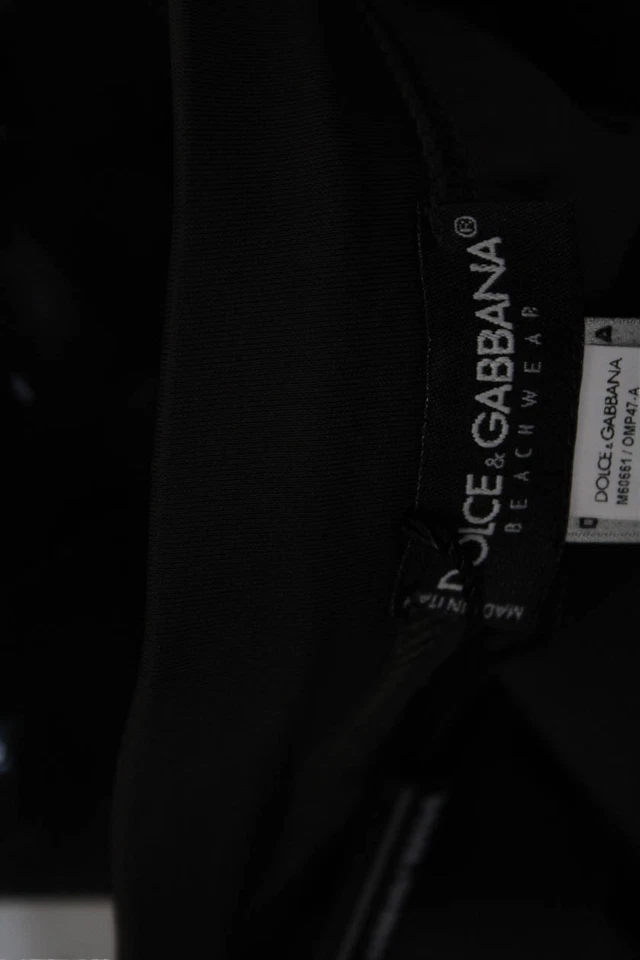 DOLCE & GABBANA®
BEACHWEAR
MADE IN ITALY
DOLCE & GABBANA
M60661 / OMP47-A